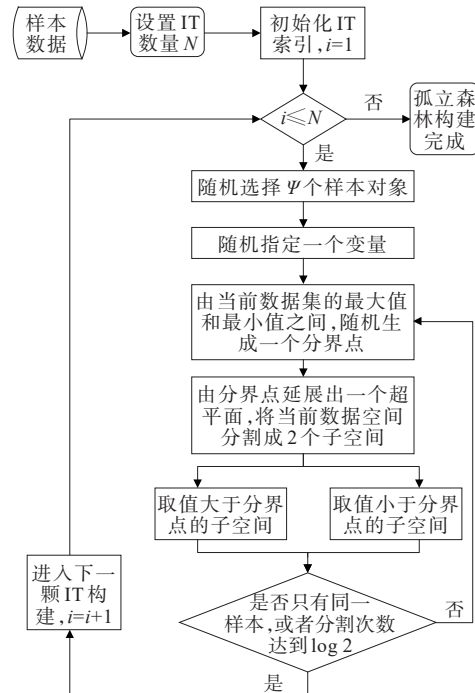 样本
数据
设置IT
数量N
初始化IT
索引,i=1
i≤N
否
孤立森
林构建
完成
是
随机选择Ψ个样本对象
随机指定一个变量
由当前数据集的最大值
和最小值之间,随机生
成一个分界点
由分界点延展出一个超
平面,将当前数据空间
分割成2个子空间
取值大于分界
点的子空间
取值小于分界
点的子空间
进入下一
颗IT构
建,i=i+1
是否只有同一
样本,或者分割次数
达到log 2
否
是